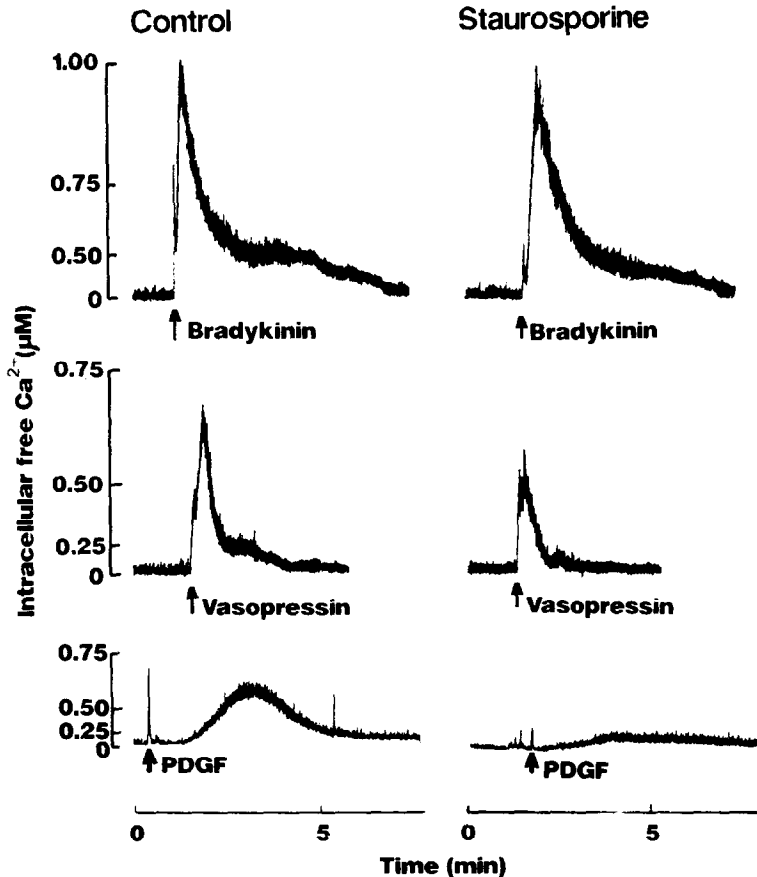 Control
Staurosporine
1.00
0.75
0.50
0
Bradykinin
Bradykinin
0.75
0.50
0.25
0
Vasopressin
Vasopressin
0.75
0.50
0.25
0
PDGF
PDGF
0 5 0 5
Time (min)
Intracellular free Ca²⁺(µM)